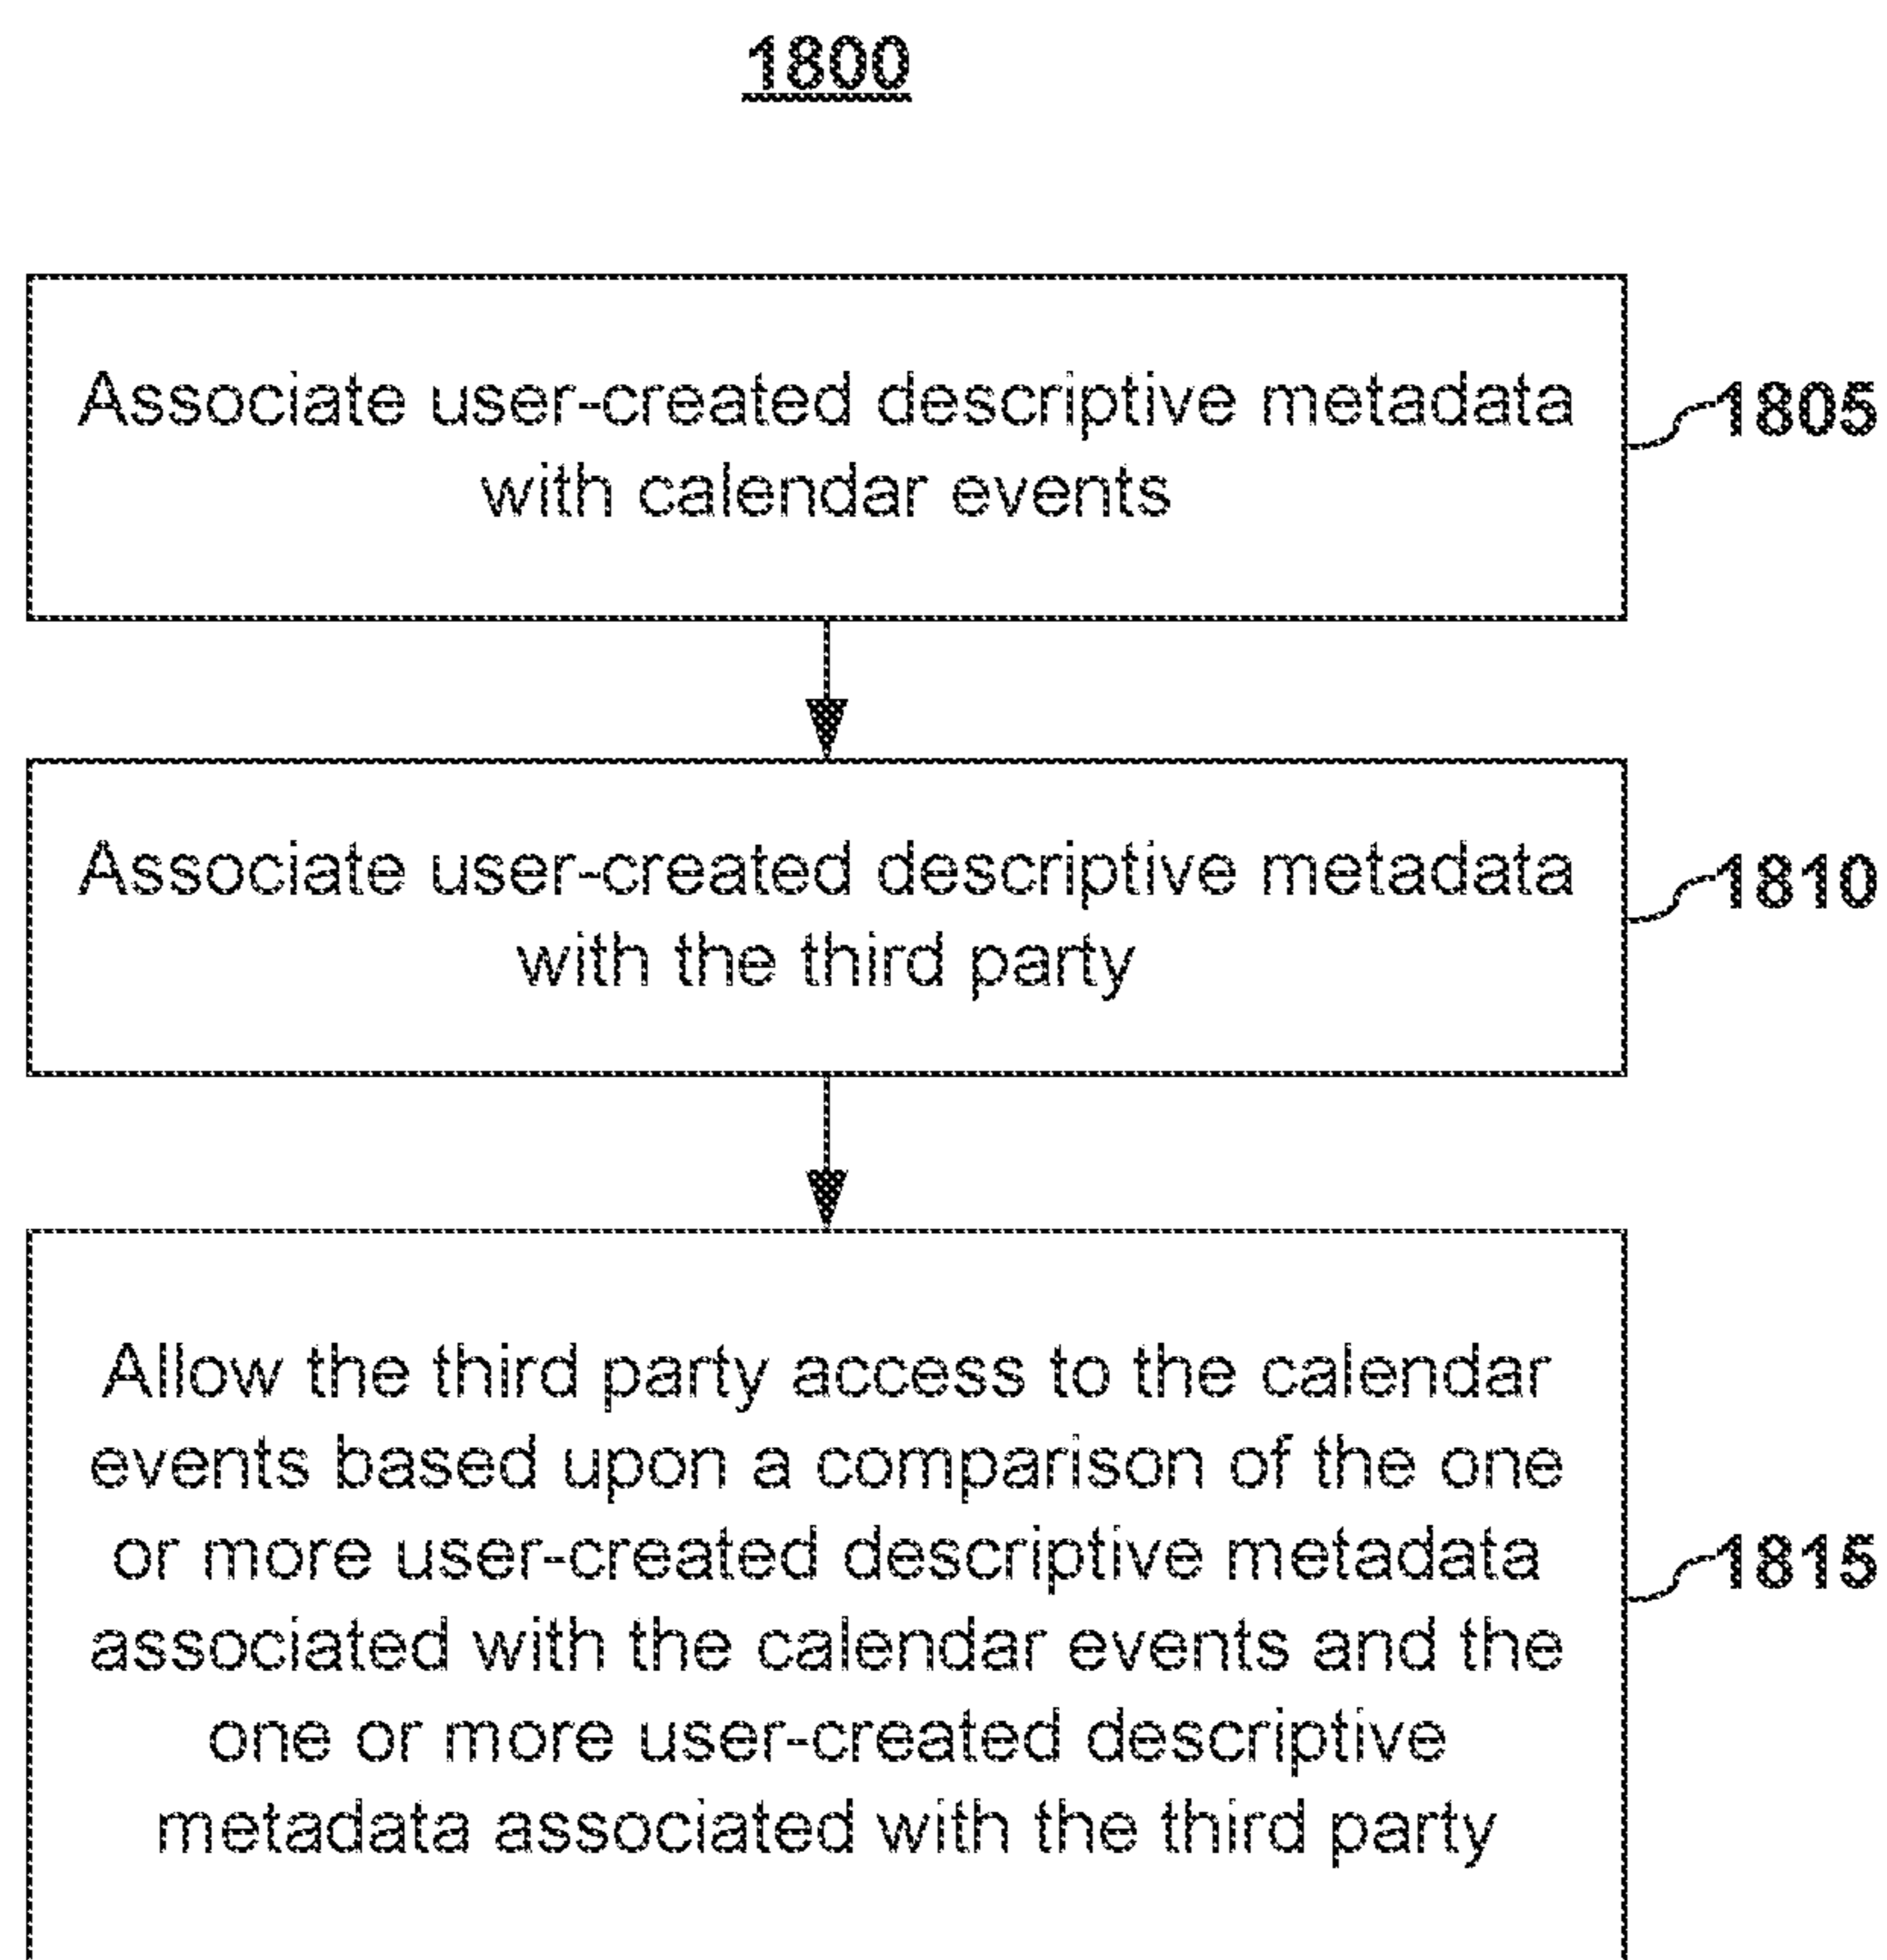 1800
Associate user-created descriptive metadata
with calendar events
1805
Associate user-created descriptive metadata
with the third party
1810
Allow the third party access to the calendar
events based upon a comparison of the one
or more user-created descriptive metadata
associated with the calendar events and the
one or more user-created descriptive
metadata associated with the third party
1815